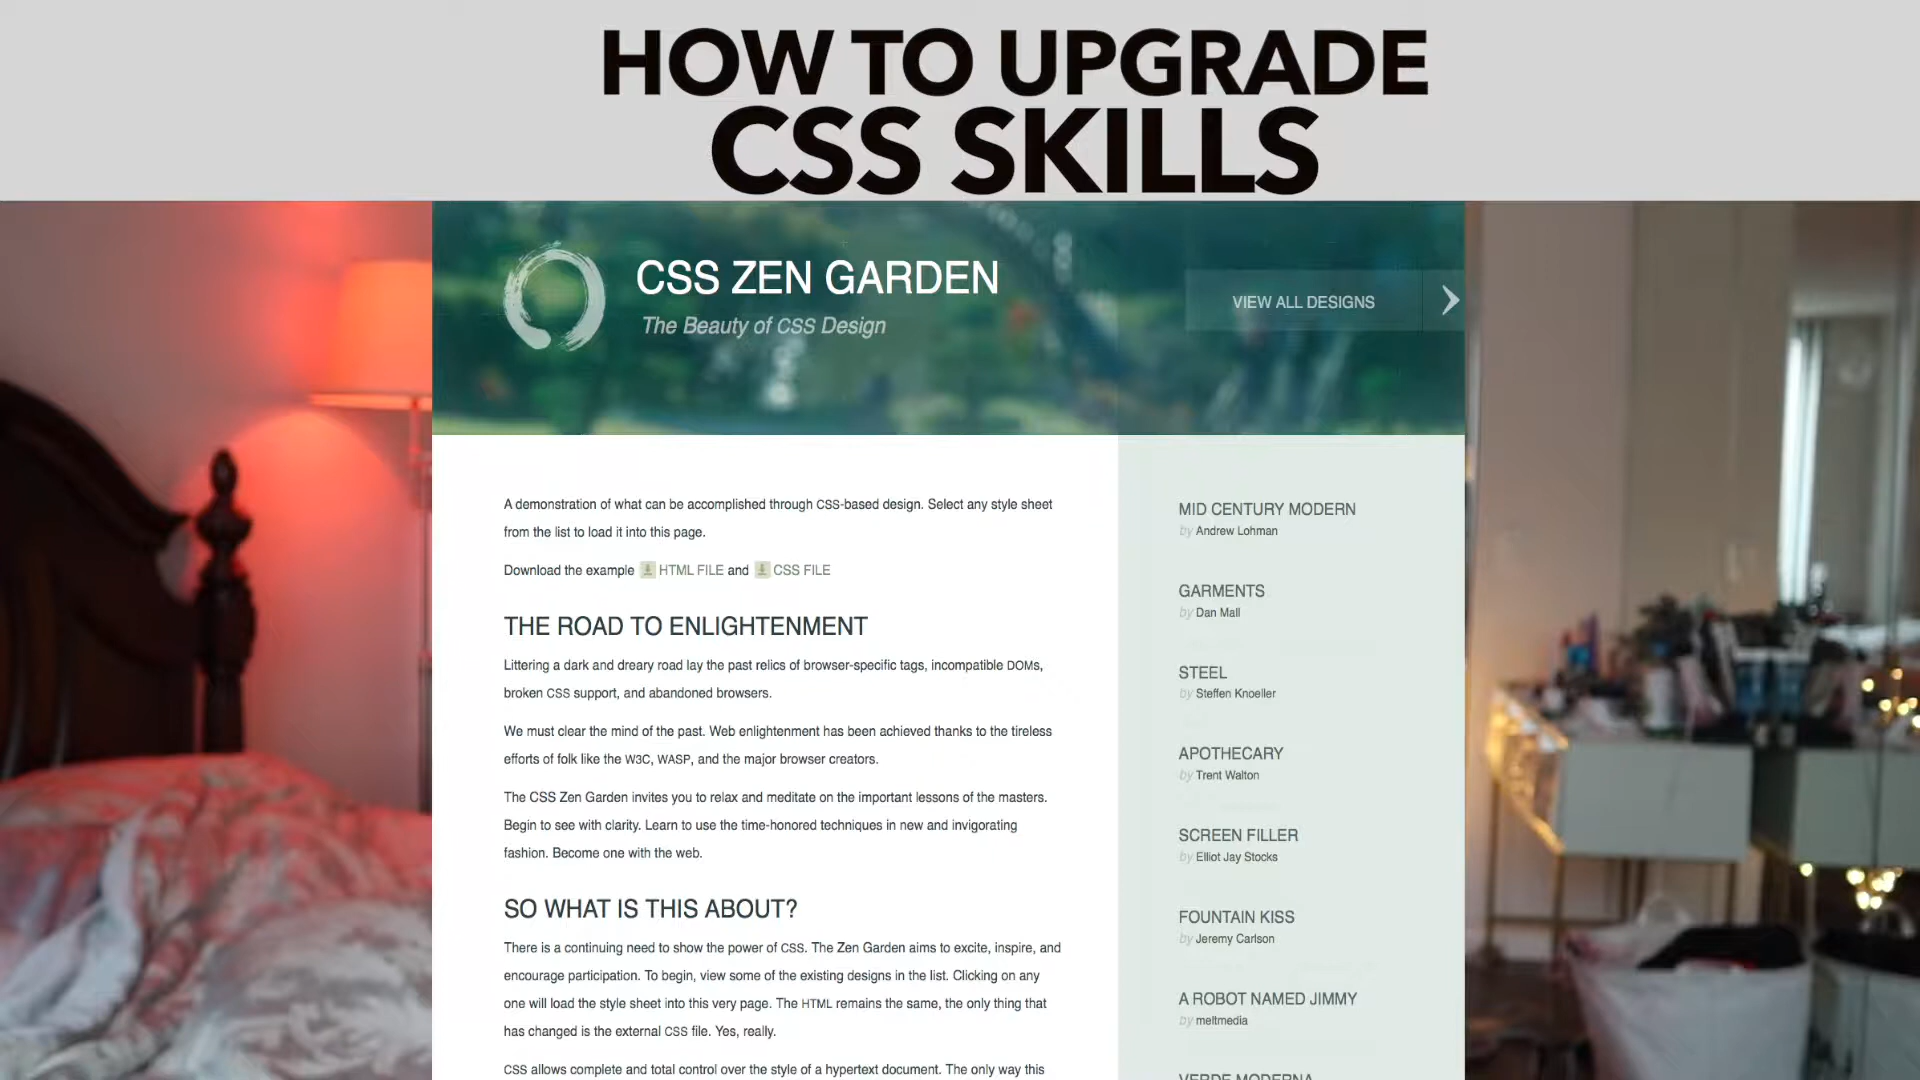 HOW TO UPGRADE
CSS SKILLS
CSS ZEN GARDEN
The Beauty of CSS Design
VIEW ALL DESIGNS
A demonstration of what can be accomplished through CSS-based design. Select any style sheet
from the list to load it into this page.
Download the example HTML FILE and CSS FILE
THE ROAD TO ENLIGHTENMENT
Littering a dark and dreary road lay the past relics of browser-specific tags, incompatible DOMs,
broken CSS support, and abandoned browsers.
We must clear the mind of the past. Web enlightenment has been achieved thanks to the tireless
efforts of folk like the W3C, WASP, and the major browser creators.
The CSS Zen Garden invites you to relax and meditate on the important lessons of the masters.
Begin to see with clarity. Learn to use the time-honored techniques in new and invigorating
fashion. Become one with the web.
SO WHAT IS THIS ABOUT?
There is a continuing need to show the power of CSS. The Zen Garden aims to excite, inspire, and
encourage participation. To begin, view some of the existing designs in the list. Clicking on any
one will load the style sheet into this very page. The HTML remains the same, the only thing that
has changed is the external CSS file. Yes, really.
CSS allows complete and total control over the style of a hypertext document. The only way this
MID CENTURY MODERN
by Andrew Lohman
GARMENTS
by Dan Mall
STEEL
by Steffen Knoeller
APOTHECARY
by Trent Walton
SCREEN FILLER
by Elliot Jay Stocks
FOUNTAIN KISS
by Jeremy Carlson
A ROBOT NAMED JIMMY
by meltmedia
VERDE MODERNA